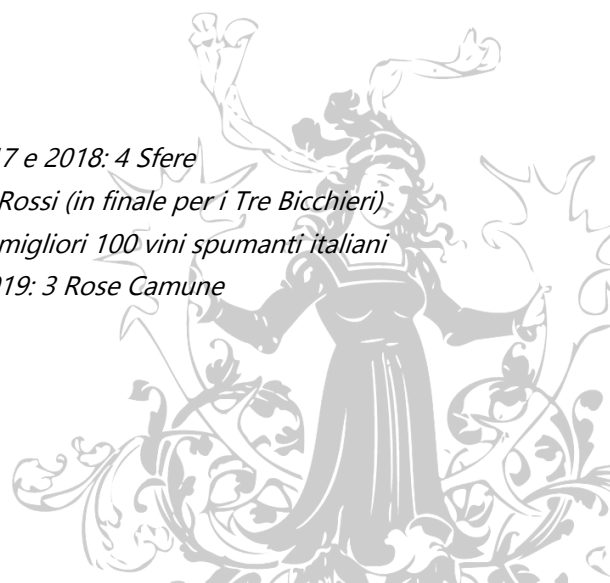 17 e 2018: 4 Sfere
Rossi (in finale per i Tre Bicchieri)
migliori 100 vini spumanti italiani
019: 3 Rose Camune